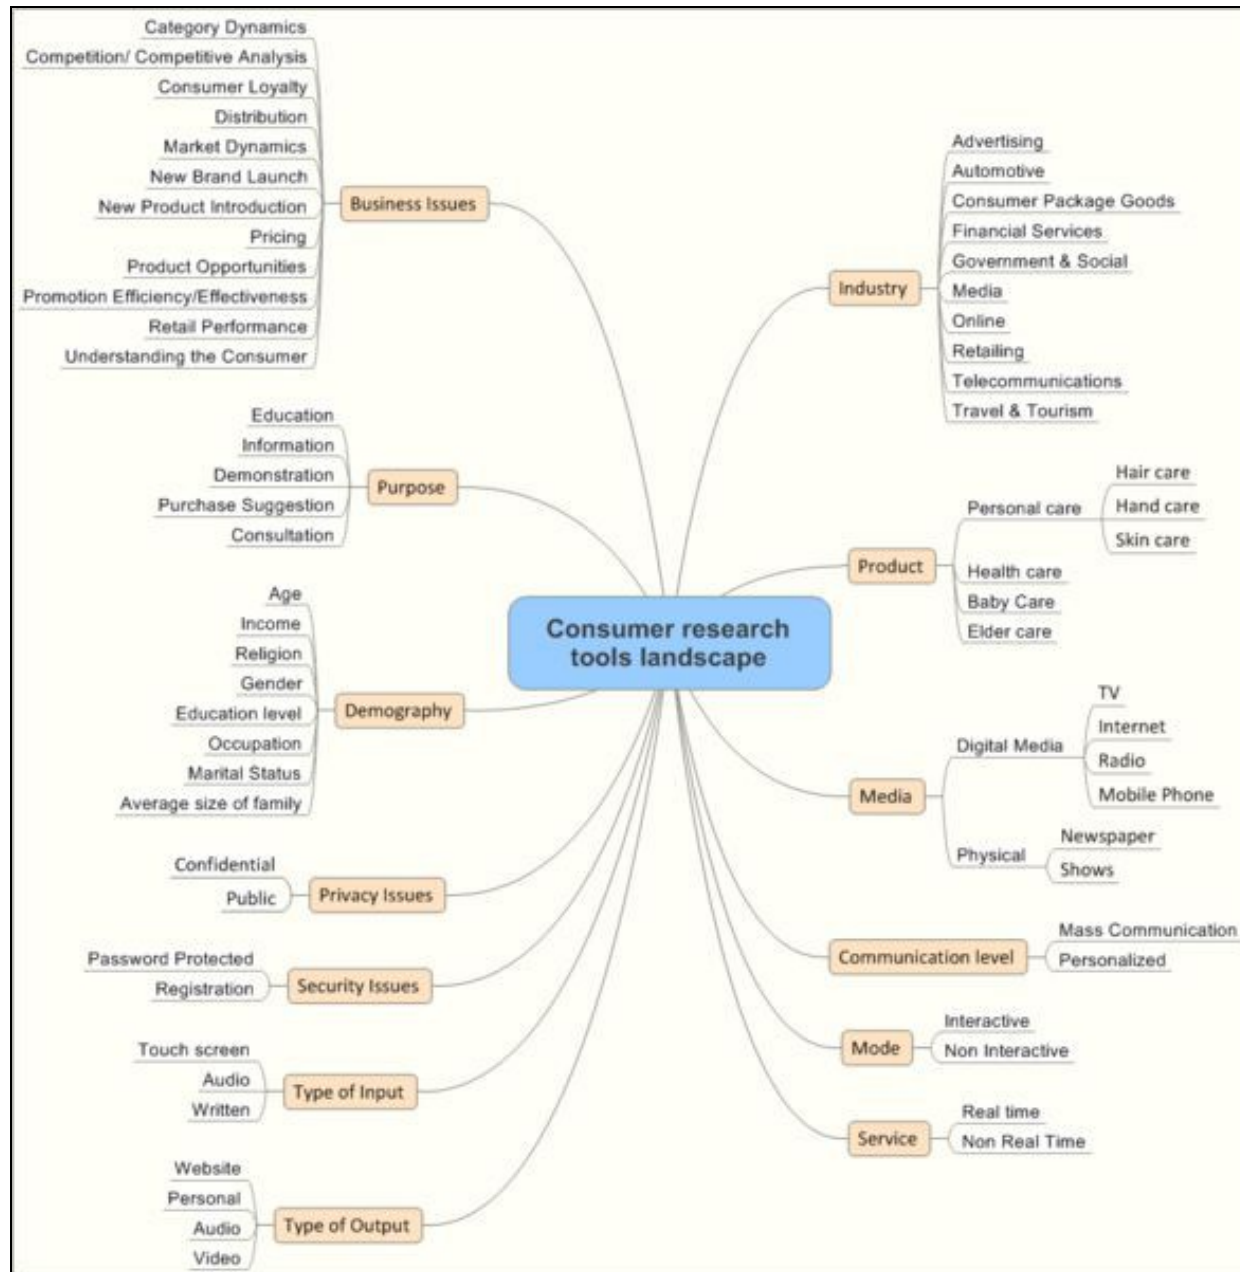 Category Dynamics
Competition/ Competitive Analysis
Consumer Loyalty
Distribution
Market Dynamics
New Brand Launch
New Product Introduction
Pricing
Product Opportunities
Promotion Efficiency/Effectiveness
Retail Performance
Understanding the Consumer
Business Issues
Education
Information
Demonstration
Purchase Suggestion
Consultation
Purpose
Age
Income
Religion
Gender
Education level
Occupation
Marital Status
Average size of family
Demography
Confidential
Public
Privacy Issues
Password Protected
Registration
Security Issues
Touch screen
Audio
Written
Type of Input
Website
Personal
Audio
Video
Type of Output
Consumer research
tools landscape
Industry
Advertising
Automotive
Consumer Package Goods
Financial Services
Government & Social
Media
Online
Retailing
Telecommunications
Travel & Tourism
Product
Personal care
Hair care
Hand care
Skin care
Health care
Baby Care
Elder care
Media
Digital Media
TV
Internet
Radio
Mobile Phone
Physical
Newspaper
Shows
Communication level
Mass Communication
Personalized
Mode
Interactive
Non Interactive
Service
Real time
Non Real Time